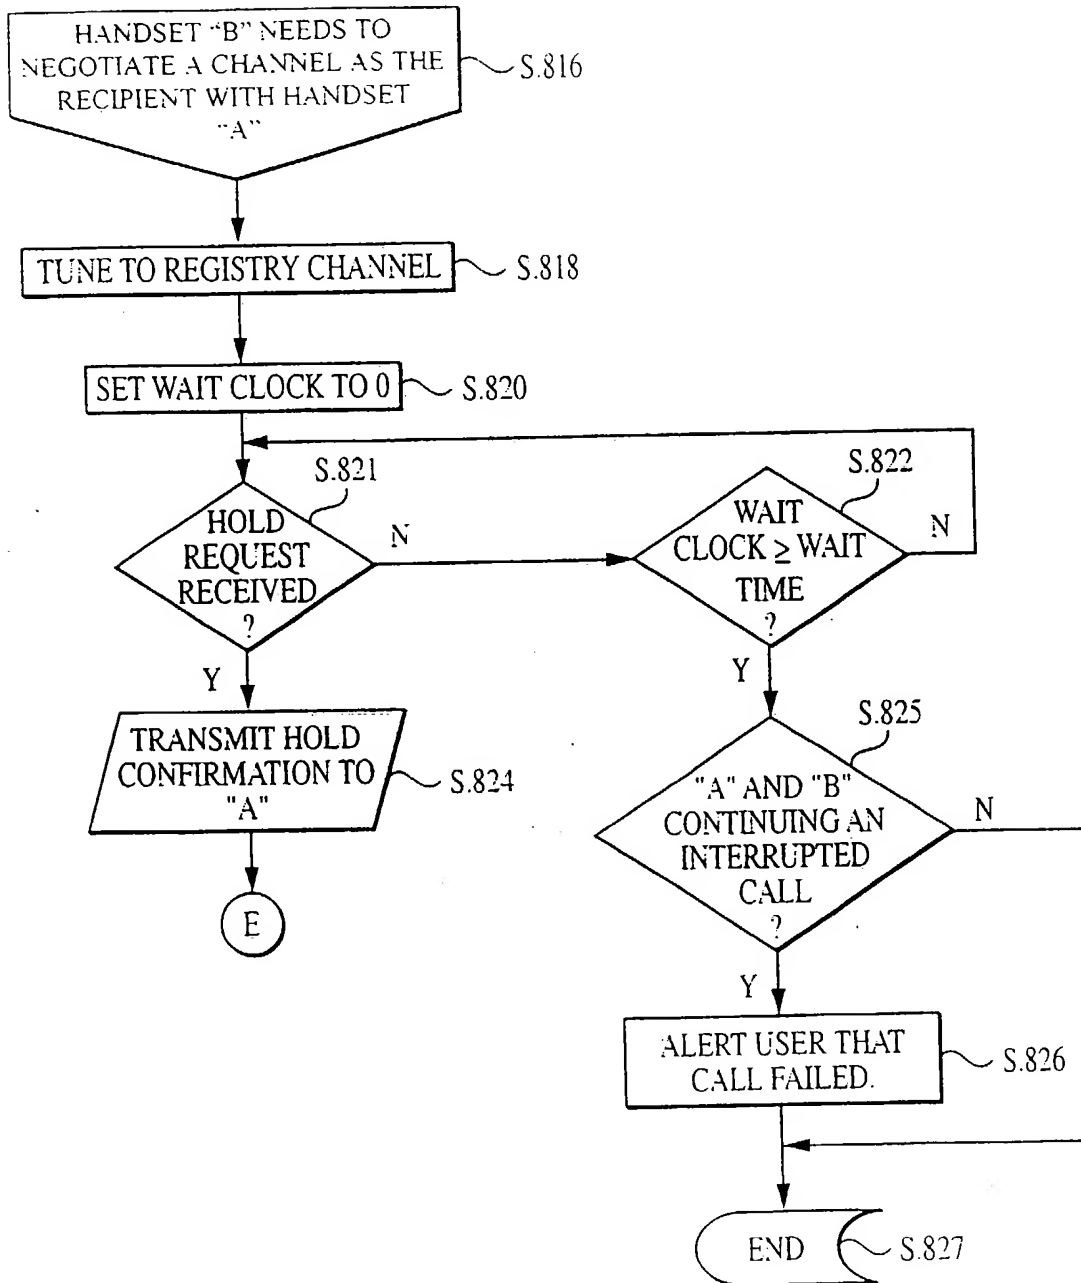 HANDSET "B" NEEDS TO
NEGOTIATE A CHANNEL AS THE
RECIPIENT WITH HANDSET
"A"
S.816
TUNE TO REGISTRY CHANNEL
S.818
SET WAIT CLOCK TO 0
S.820
S.821
HOLD
REQUEST
RECEIVED
?
N
Y
S.822
WAIT
CLOCK ≥ WAIT
TIME
?
N
Y
TRANSMIT HOLD
CONFIRMATION TO
"A"
S.824
E
S.825
"A" AND "B"
CONTINUING AN
INTERRUPTED
CALL
?
N
Y
ALERT USER THAT
CALL FAILED.
S.826
END
S.827